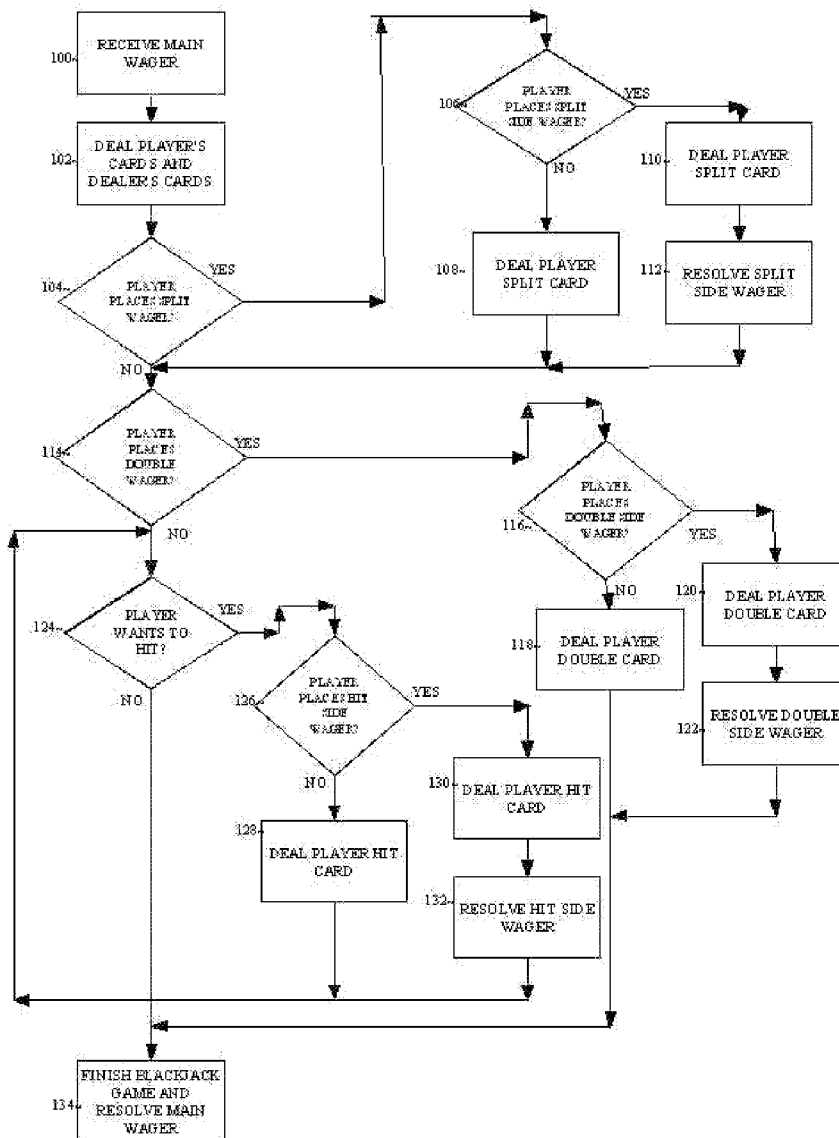 100
RECEIVE MAIN
WAGER
102
DEAL PLAYER'S
CARDS AND
DEALER'S CARDS
104
PLAYER
PLACES SPLIT
WAGER?
YES
NO
106
PLAYER
PLACES SPLIT
SIDE WAGER?
YES
NO
108
DEAL PLAYER
SPLIT CARD
110
DEAL PLAYER
SPLIT CARD
112
RESOLVE SPLIT
SIDE WAGER
114
PLAYER
PLACES
DOUBLE
WAGER?
YES
NO
116
PLAYER
PLACES
DOUBLE SIDE
WAGER?
YES
NO
118
DEAL PLAYER
DOUBLE CARD
120
DEAL PLAYER
DOUBLE CARD
122
RESOLVE DOUBLE
SIDE WAGER
124
PLAYER
WANTS TO
HIT?
YES
NO
126
PLAYER
PLACES HIT
SIDE
WAGER?
YES
NO
128
DEAL PLAYER HIT
CARD
130
DEAL PLAYER HIT
CARD
132
RESOLVE HIT SIDE
WAGER
134
FINISH BLACKJACK
GAME AND
RESOLVE MAIN
WAGER